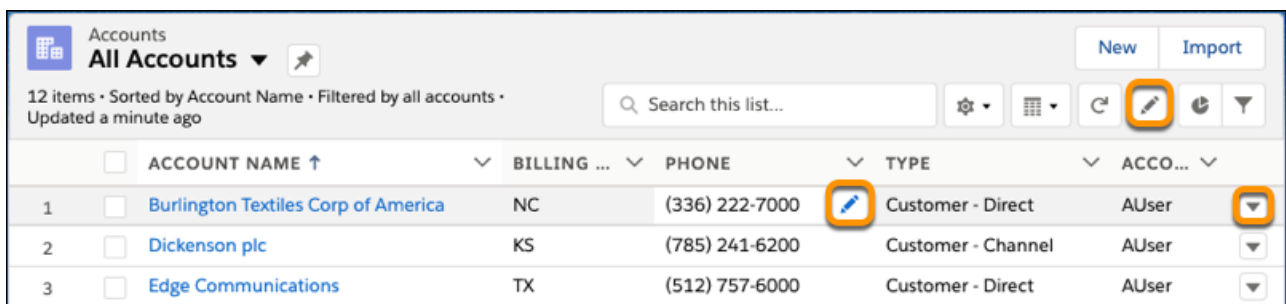 Accounts
All Accounts
New Import
12 items • Sorted by Account Name • Filtered by all accounts •
Updated a minute ago
Search this list...
ACCOUNT NAME ↑ BILLING ... PHONE TYPE ACCO...
1 Burlington Textiles Corp of America NC (336) 222-7000 Customer - Direct AUser
2 Dickenson plc KS (785) 241-6200 Customer - Channel AUser
3 Edge Communications TX (512) 757-6000 Customer - Direct AUser